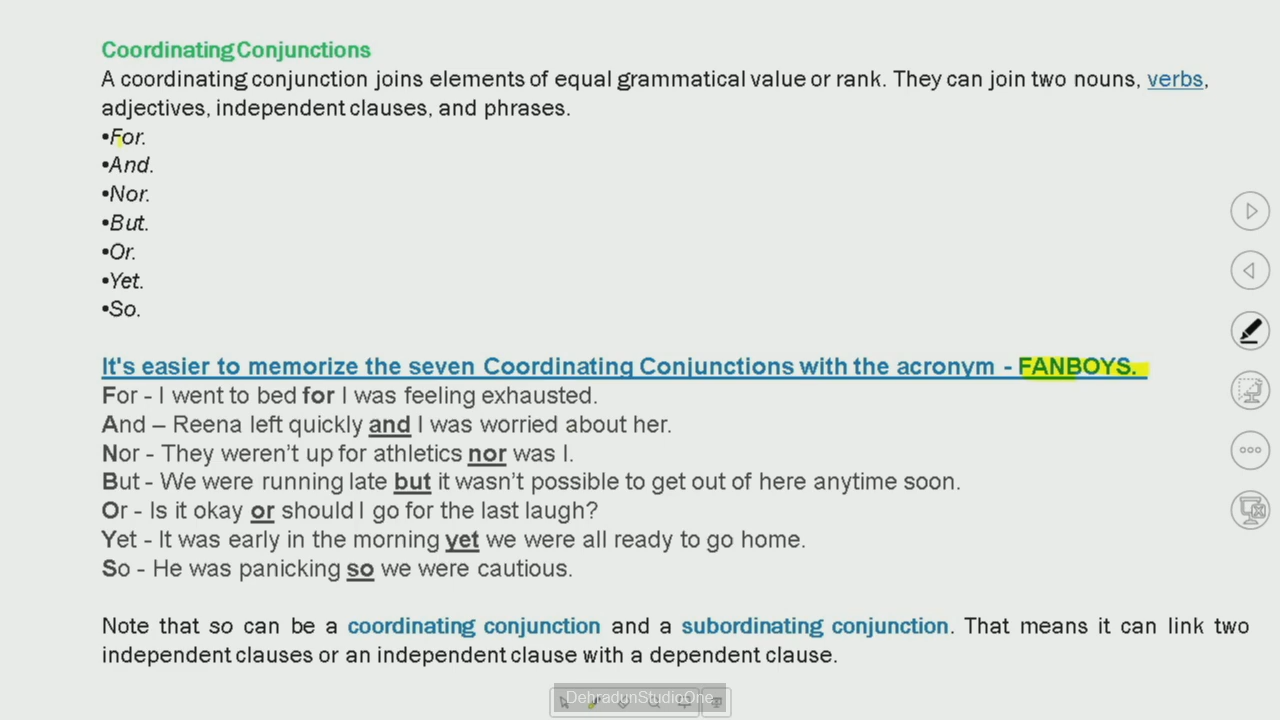 Coordinating Conjunctions
A coordinating conjunction joins elements of equal grammatical value or rank. They can join two nouns, verbs,
adjectives, independent clauses, and phrases.
•For.
•And.
•Nor.
•But.
•Or.
•Yet.
•So.
It's easier to memorize the seven Coordinating Conjunctions with the acronym - FANBOYS.
For - I went to bed for I was feeling exhausted.
And – Reena left quickly and I was worried about her.
Nor - They weren't up for athletics nor was I.
But - We were running late but it wasn't possible to get out of here anytime soon.
Or - Is it okay or should I go for the last laugh?
Yet - It was early in the morning yet we were all ready to go home.
So - He was panicking so we were cautious.
Note that so can be a coordinating conjunction and a subordinating conjunction. That means it can link two
independent clauses or an independent clause with a dependent clause.
DehradunStudioOne